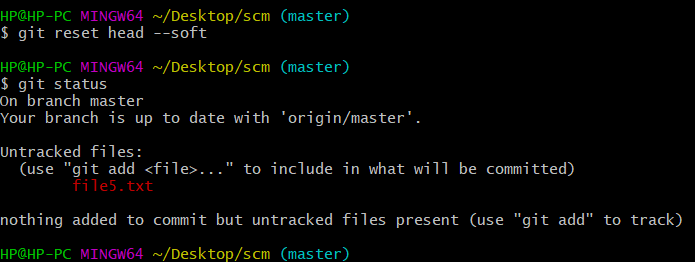 HP@HP-PC MINGW64 ~/Desktop/scm (master)
$ git reset head --soft
HP@HP-PC MINGW64 ~/Desktop/scm (master)
$ git status
On branch master
Your branch is up to date with 'origin/master'.
Untracked files:
  (use "git add <file>..." to include in what will be committed)
        file5.txt
nothing added to commit but untracked files present (use "git add" to track)
HP@HP-PC MINGW64 ~/Desktop/scm (master)